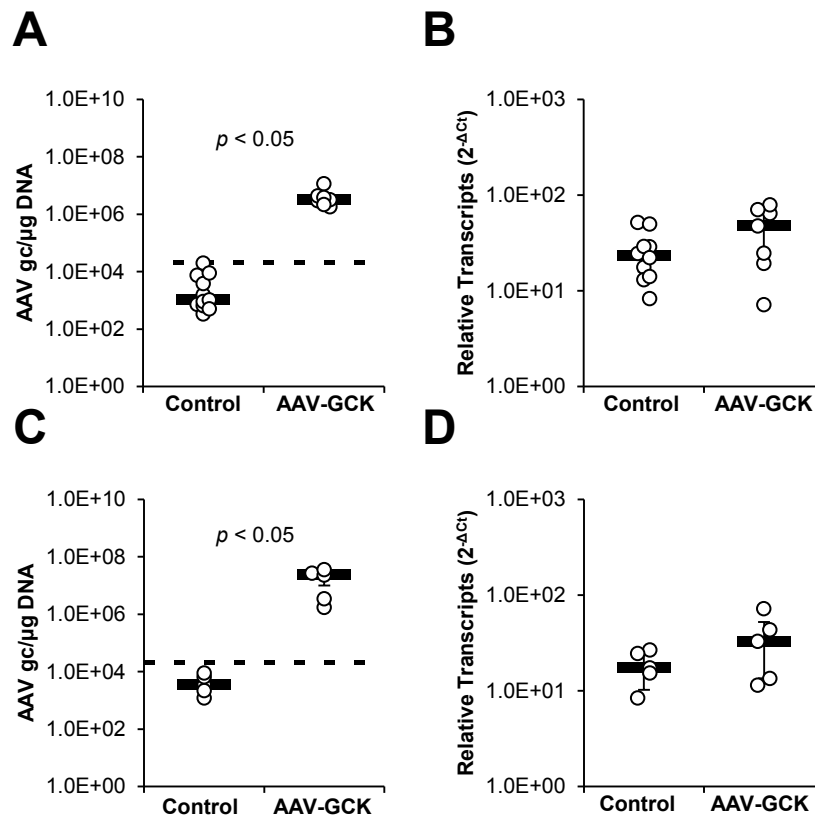 A
AAV gc/µg DNA
1.0E+10
1.0E+08
1.0E+06
1.0E+04
1.0E+02
1.0E+00
p < 0.05
Control AAV-GCK
B
Relative Transcripts (2-ΔCt)
1.0E+03
1.0E+02
1.0E+01
1.0E+00
Control AAV-GCK
C
AAV gc/µg DNA
1.0E+10
1.0E+08
1.0E+06
1.0E+04
1.0E+02
1.0E+00
p < 0.05
Control AAV-GCK
D
Relative Transcripts (2-ΔCt)
1.0E+03
1.0E+02
1.0E+01
1.0E+00
Control AAV-GCK